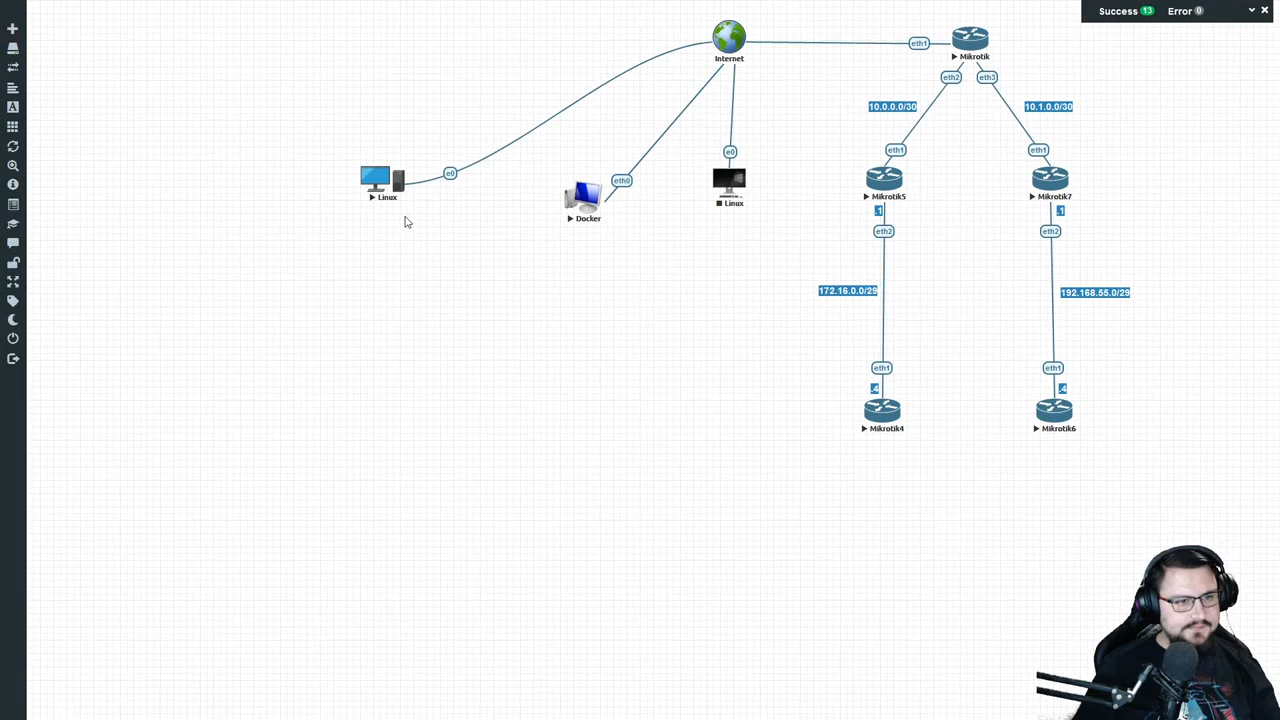 Success 13 Error 0
Internet
eth1
Mikrotik
eth2
eth3
10.0.0.0/30
10.1.0.0/30
eth1
eth1
e0
e0
Linux
eth0
Docker
Linux
Mikrotik5
Mikrotik7
.1
.1
eth2
eth2
172.16.0.0/29
192.168.55.0/29
eth1
eth1
.4
.4
Mikrotik4
Mikrotik6